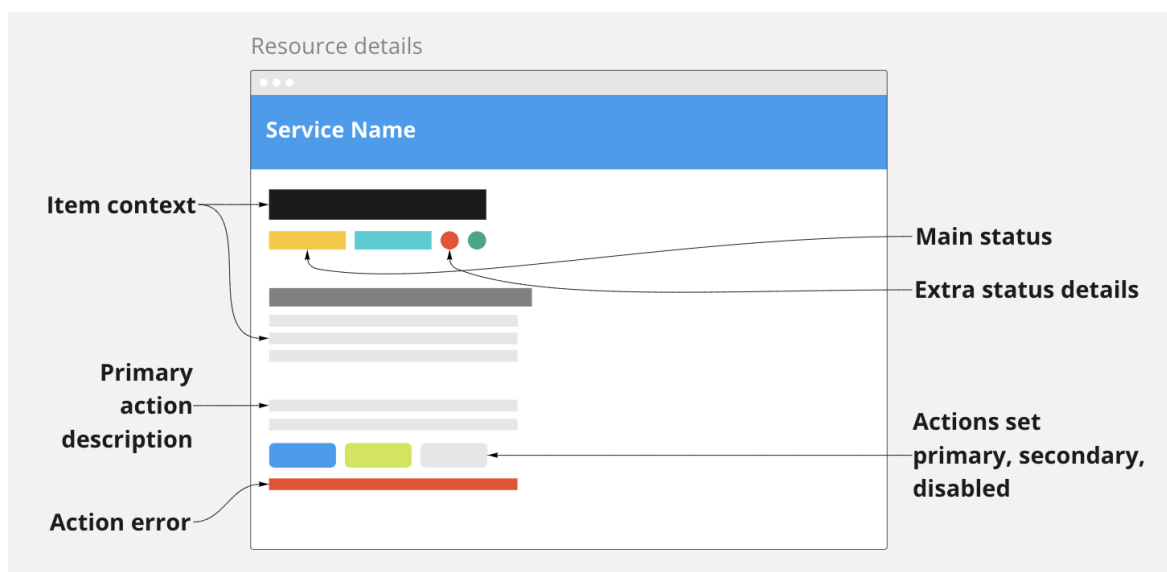 Resource details
Service Name
Item context
Main status
Extra status details
Primary
action
description
Actions set
primary, secondary,
disabled
Action error